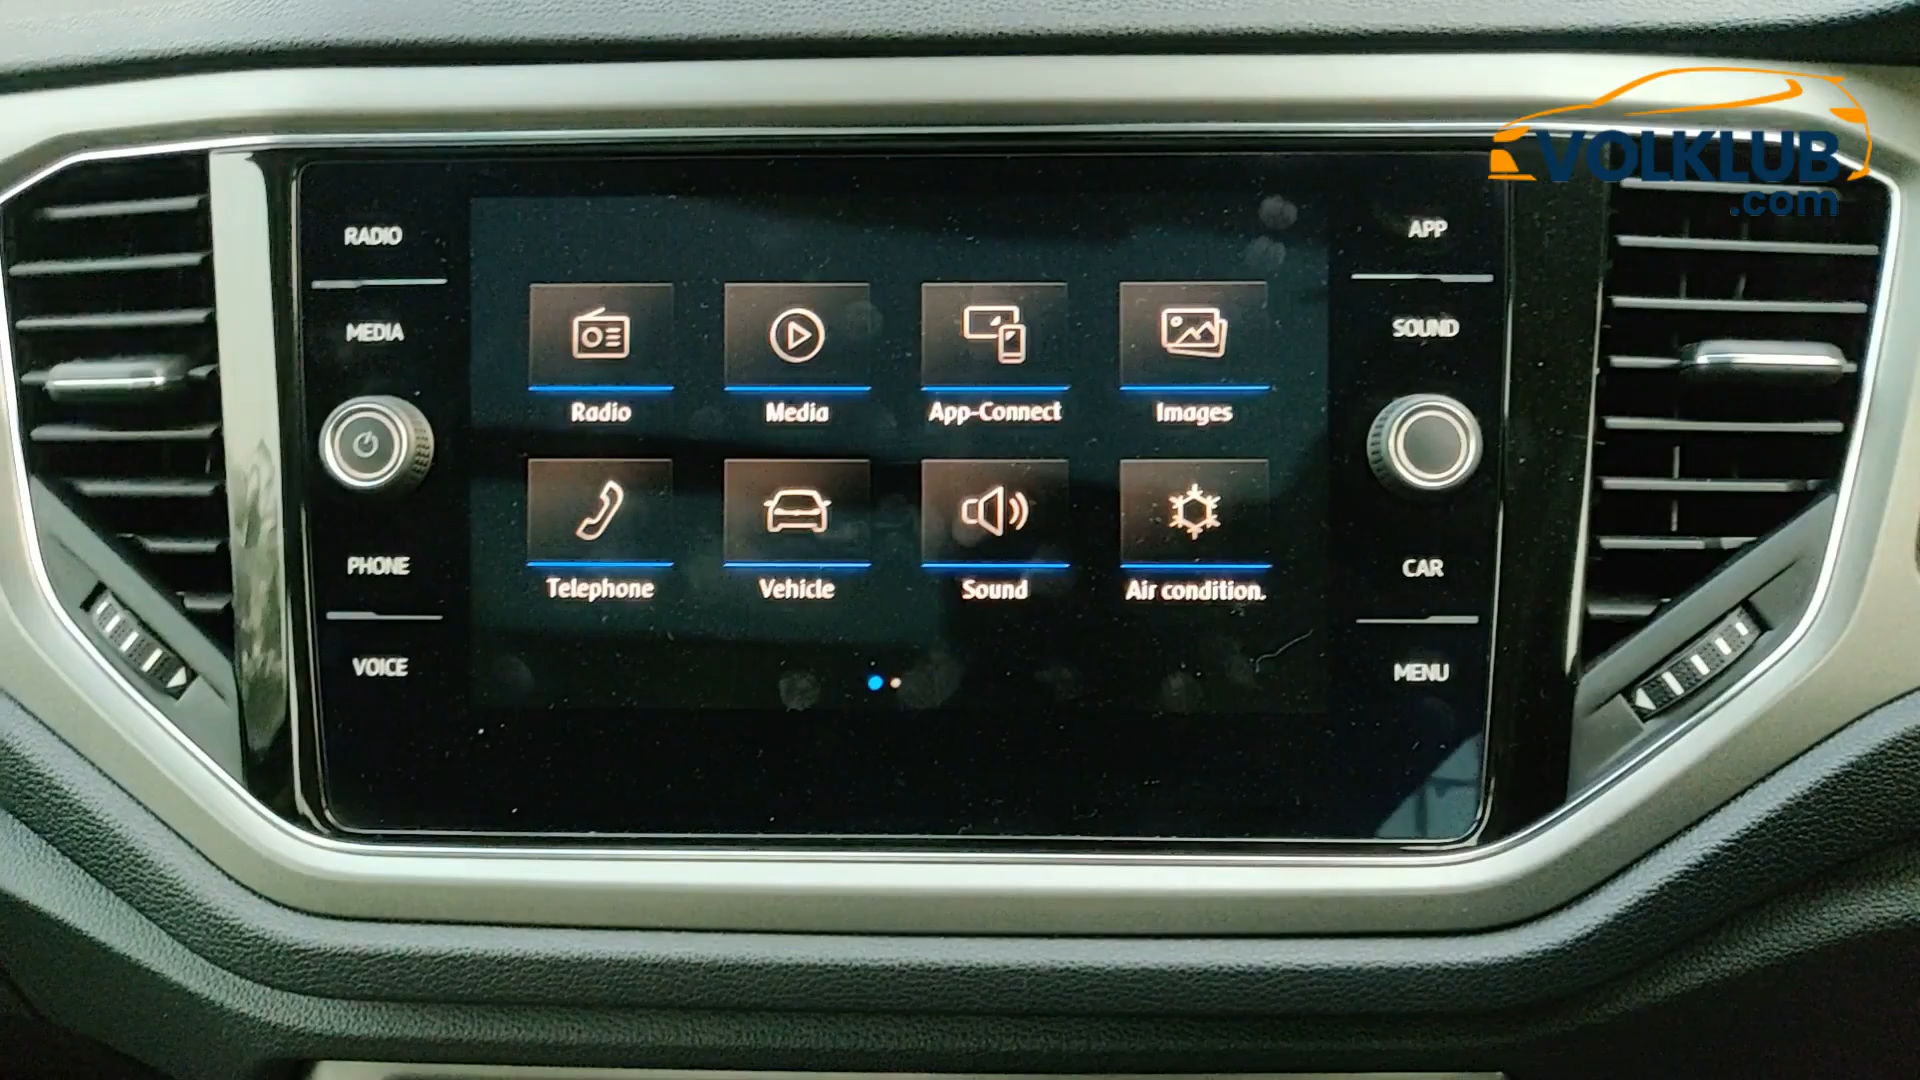 VOLKLUB
.com
RADIO
MEDIA
PHONE
VOICE
Radio
Media
App-Connect
Images
Telephone
Vehicle
Sound
Air condition.
APP
SOUND
CAR
MENU